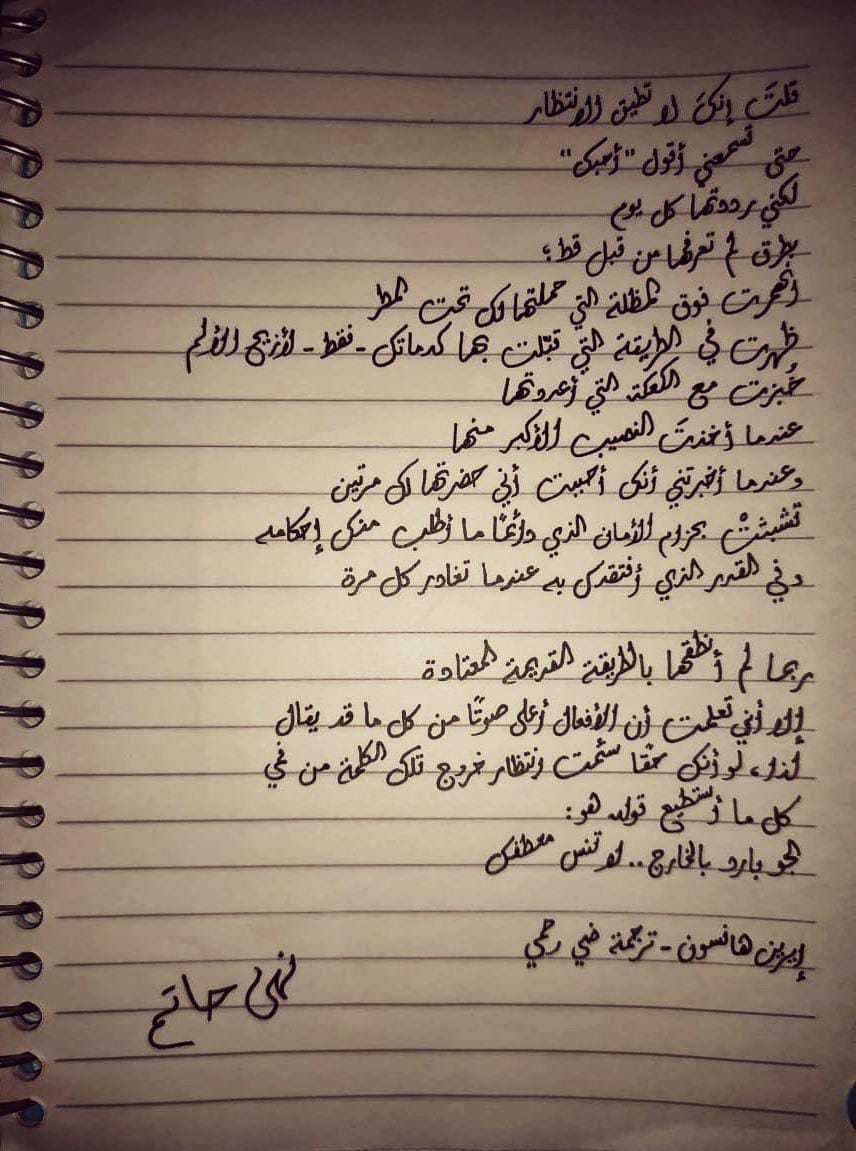 قلتَ إنكَ لا تطيق الانتظار
حتى تسمعني أقول "أحبك"
لكني رددتها كل يوم
بطرق لم تعرفها من قبل قط؛
انهمرت فوق المظلة التي حملتها لك تحت المطر
ظهرت في الطريقة التي قبّلت بها كدماتك - فقط - لأزيح الألم
خُبزت مع الكعكة التي أعددتها
عندما أخذتَ النصيب الأكبر منها
وعندما أخبرتني أنك أحببت أني حضرتها لك مرتين
تشبثتْ بحزام الأمان الذي دائمًا ما أطلب منك إحكامه
وفي القدر الذي أفتقدك به عندما تغادر كل مرة
ربما لم أنطقها بالطريقة القديمة المعتادة
إلا أني تعلمت أن الأفعال أعلى صوتًا من كل ما قد يقال
لذا، لو أنك حقًا سئمت انتظار خروج تلك الكلمة من فمي
كل ما أستطيع قوله هو:
الجو بارد بالخارج.. لا تنس معطفك
إيرين هانسون - ترجمة ضي رحمي
نهى حاتم